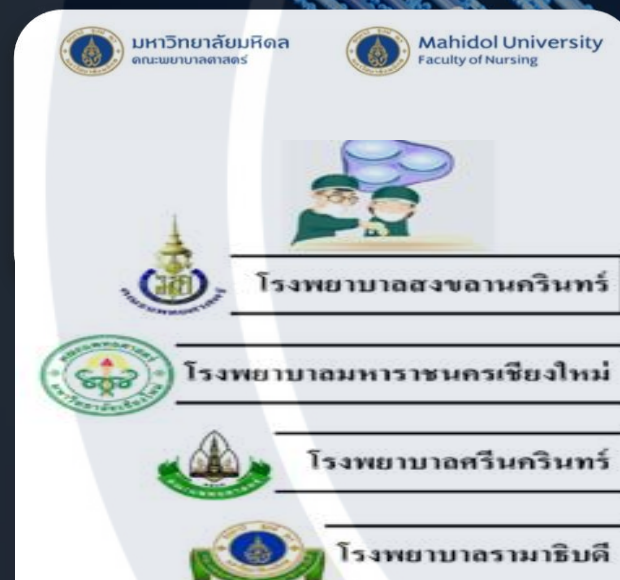 มหาวิทยาลัยมหิดล
คณะพยาบาลศาสตร์
Mahidol University
Faculty of Nursing
โรงพยาบาลสงขลานครินทร์
โรงพยาบาลมหาราชนครเชียงใหม่
โรงพยาบาลศรีนครินทร์
โรงพยาบาลรามาธิบดี